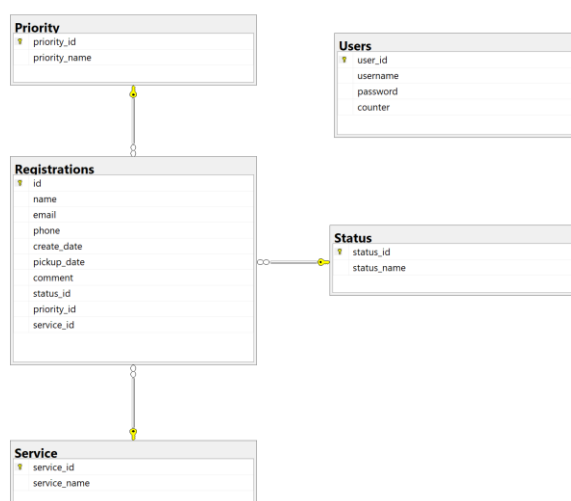 Priority
priority_id
priority_name
Users
user_id
username
password
counter
Registrations
id
name
email
phone
create_date
pickup_date
comment
status_id
priority_id
service_id
Status
status_id
status_name
Service
service_id
service_name